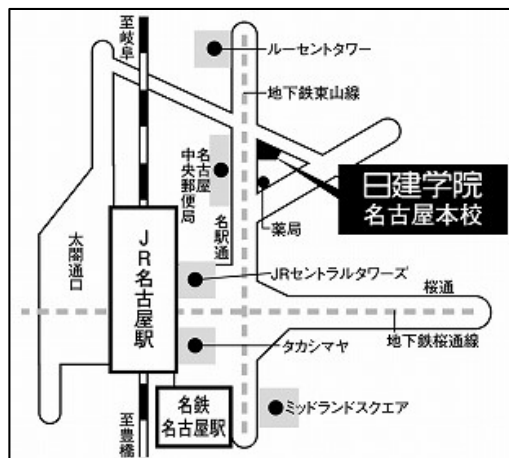 至岐阜
ルーセントタワー
地下鉄東山線
名古屋
中央郵便局
名駅通
薬局
日建学院
名古屋本校
太閤通口
JR名古屋駅
JRセントラルタワーズ
桜通
地下鉄桜通線
タカシマヤ
名鉄
名古屋駅
ミッドランドスクエア
至豊橋